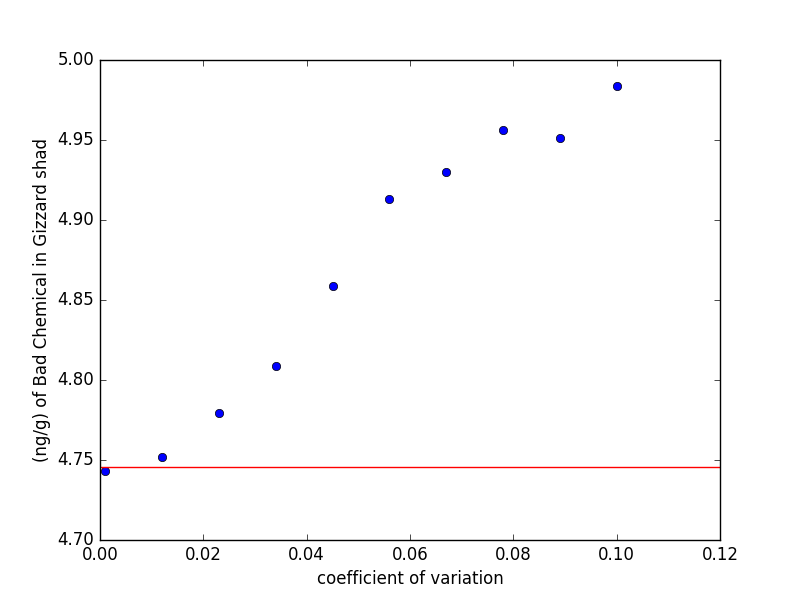 5.00
4.95
4.90
4.85
4.80
4.75
4.70
(ng/g) of Bad Chemical in Gizzard shad
0.00 0.02 0.04 0.06 0.08 0.10 0.12
coefficient of variation